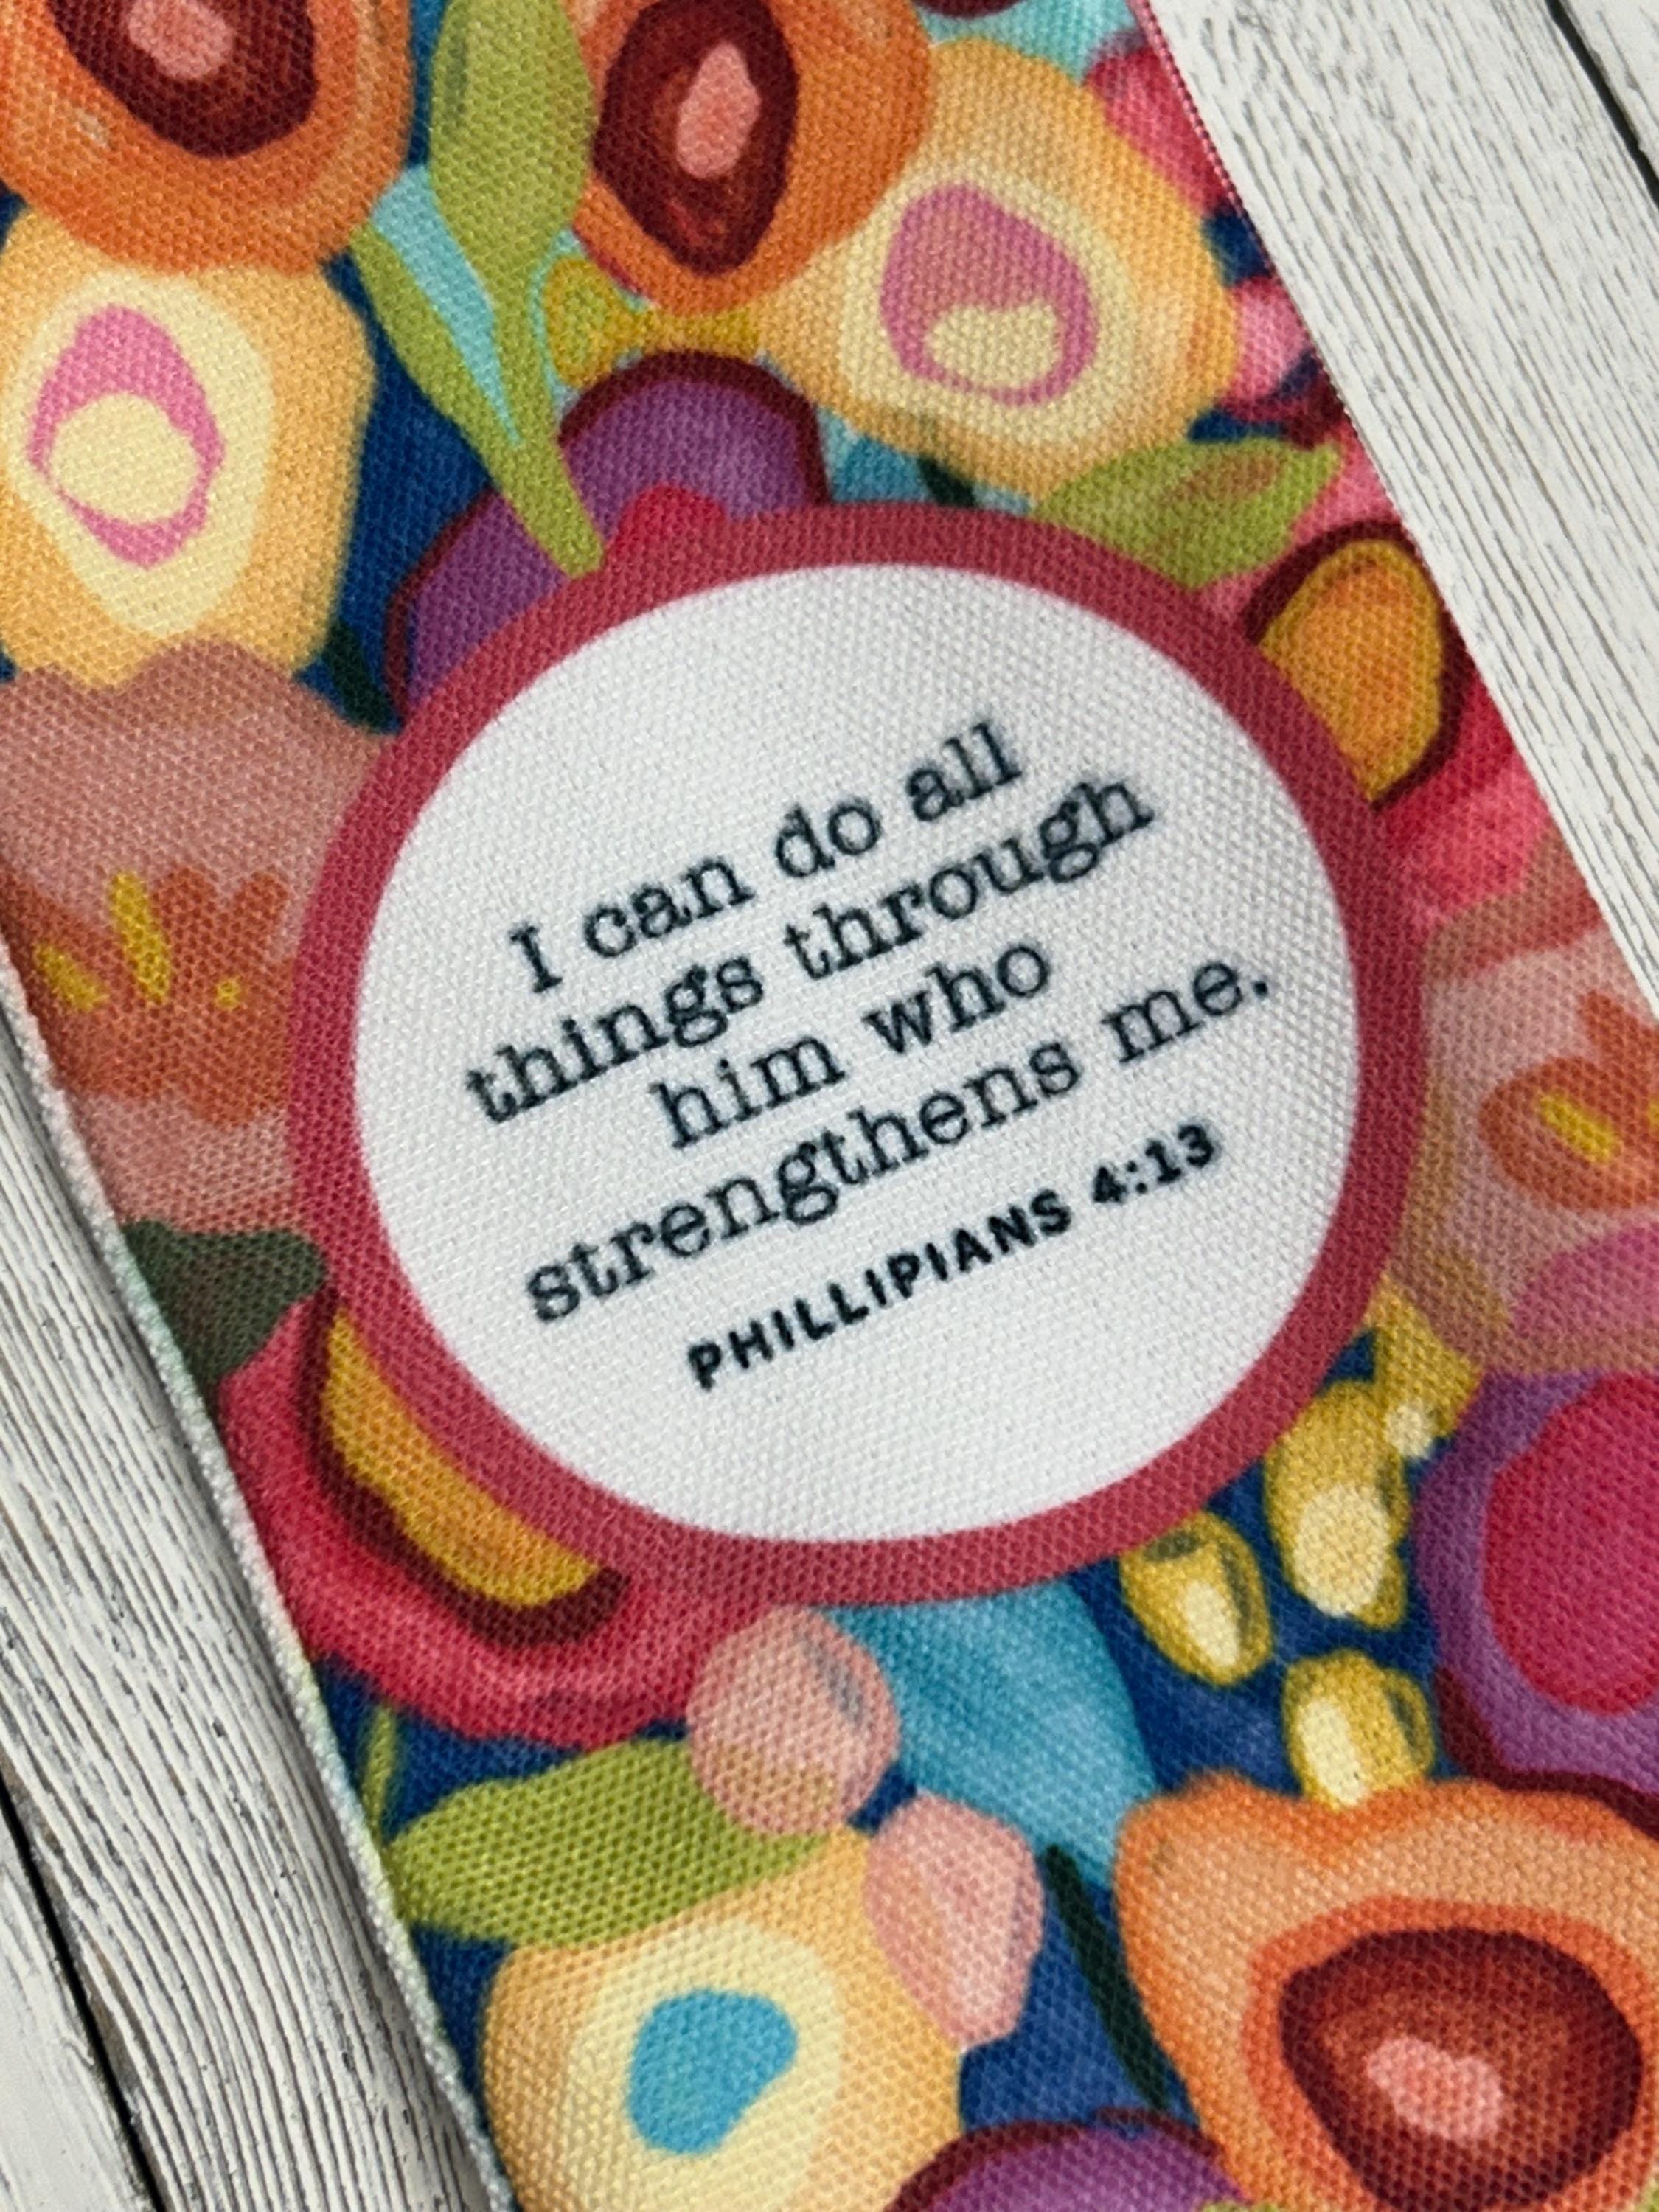 I can do all
things through
him who
strengthens me.
PHILLIPIANS 4:13